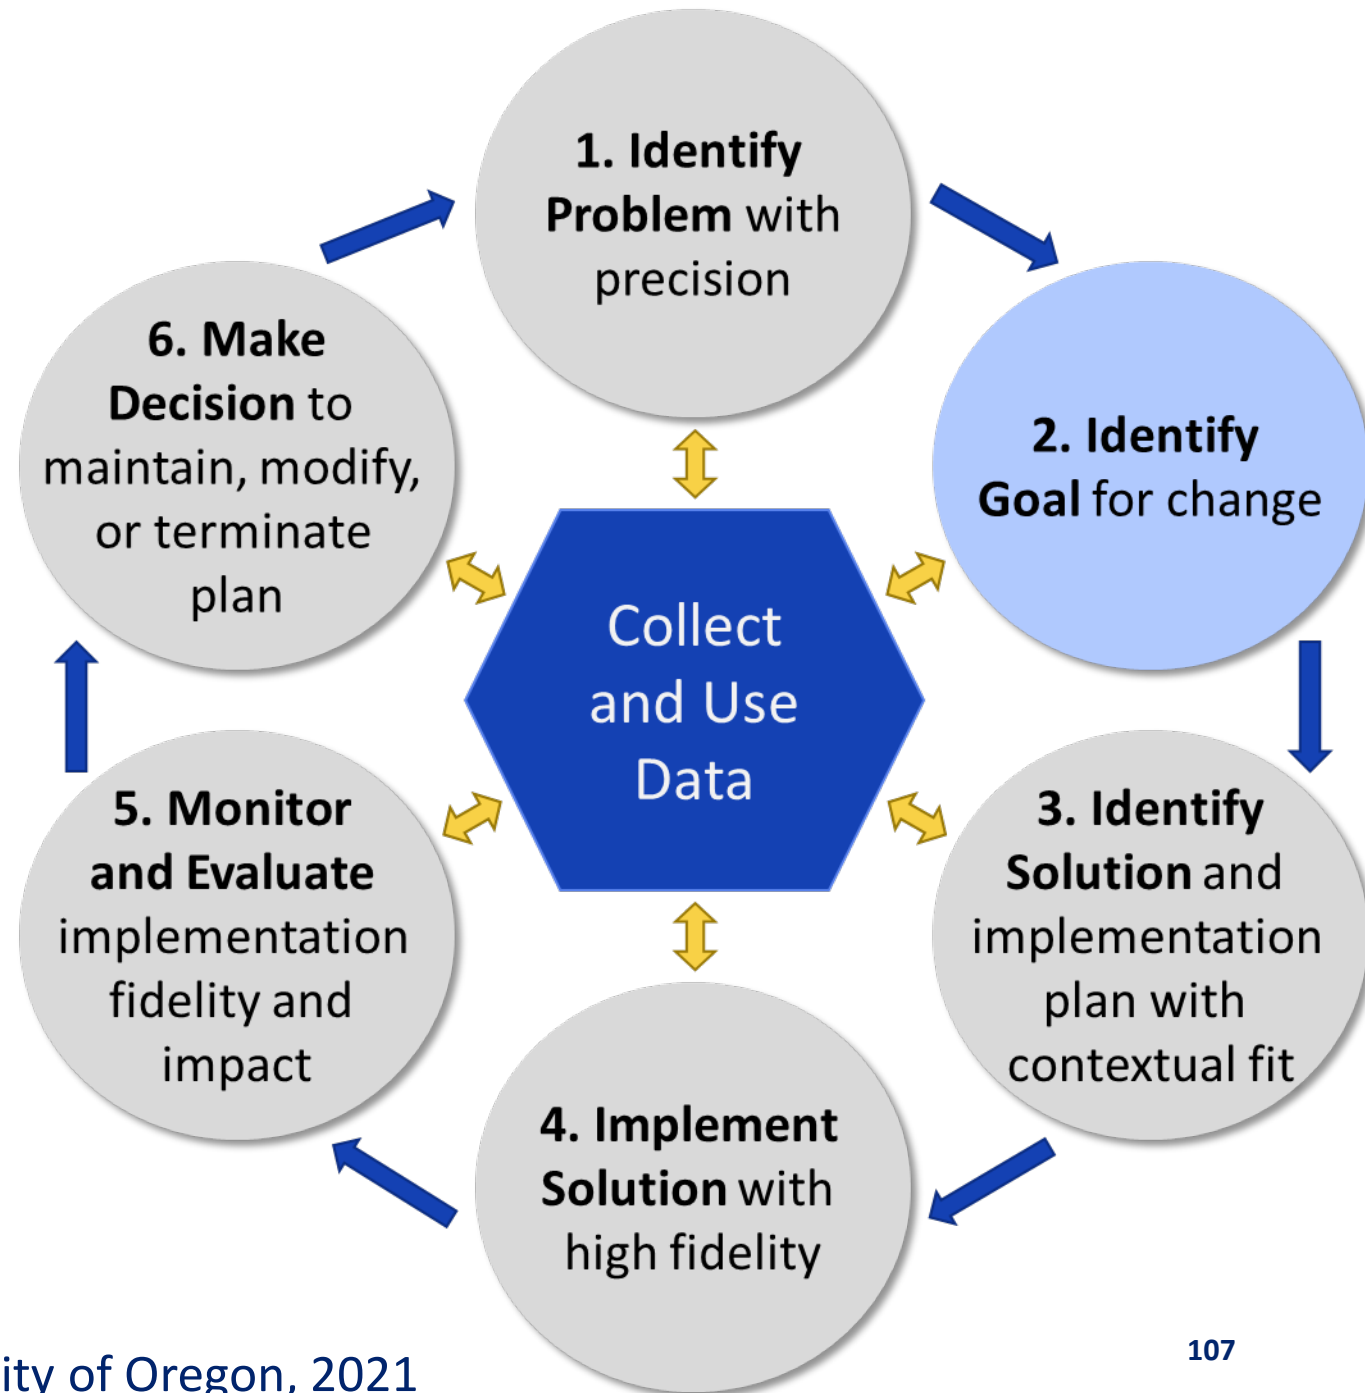 1. Identify
Problem with
precision
2. Identify
Goal for change
3. Identify
Solution and
implementation
plan with
contextual fit
4. Implement
Solution with
high fidelity
5. Monitor
and Evaluate
implementation
fidelity and
impact
6. Make
Decision to
maintain, modify,
or terminate
plan
Collect
and Use
Data
ity of Oregon, 2021
107